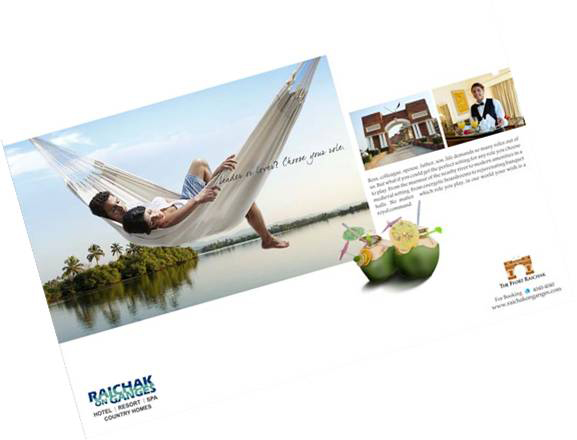 Leader or lover? Choose your role.
Boss, colleague, spouse, father, son, life demands so many roles out of
us. But what if you could get the perfect setting for any role you choose
to play. From the murmur of the nearby river to modern amenities in a
medieval setting. From energetic boardrooms to rejuvenating banquet
halls. No matter which role you play, in our world your wish is a
royal command.
THE FFORT RAICHAK
For Booking 4040 4040
www.raichakonganges.com
RAICHAK
ON GANGES
HOTEL | RESORT | SPA
COUNTRY HOMES